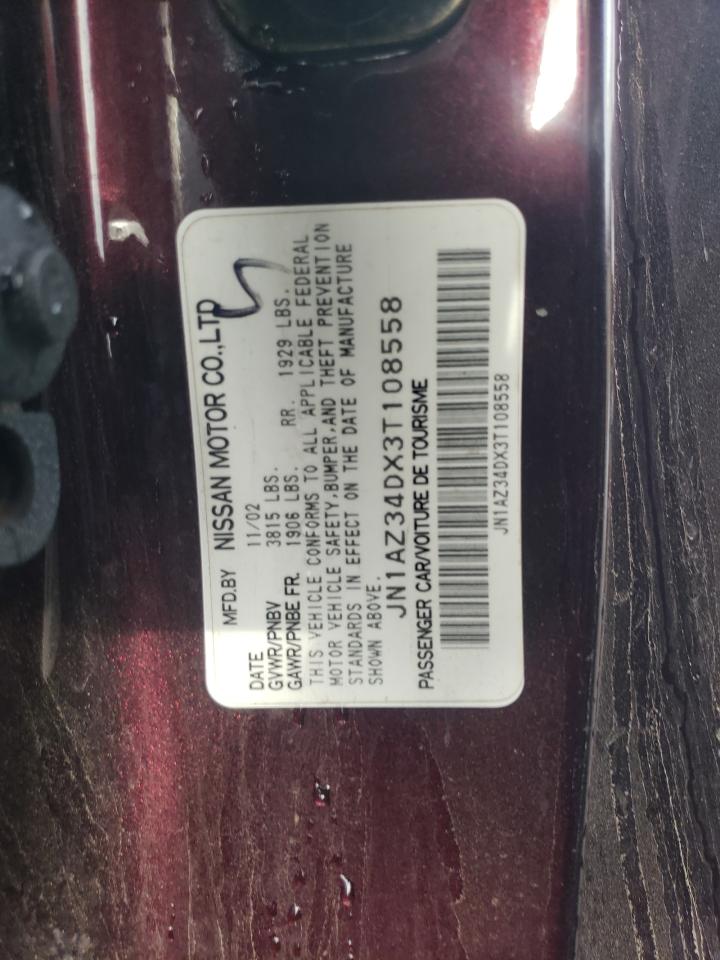 MFD.BY NISSAN MOTOR CO.,LTD
DATE 11/02
GVWR/PNBV 3815 LBS.
GAWR/PNBE FR. 1906 LBS. RR. 1929 LBS.
THIS VEHICLE CONFORMS TO ALL APPLICABLE FEDERAL
MOTOR VEHICLE SAFETY,BUMPER,AND THEFT PREVENTION
STANDARDS IN EFFECT ON THE DATE OF MANUFACTURE
SHOWN ABOVE.
JN1AZ34DX3T108558
PASSENGER CAR/VOITURE DE TOURISME
JN1AZ34DX3T108558